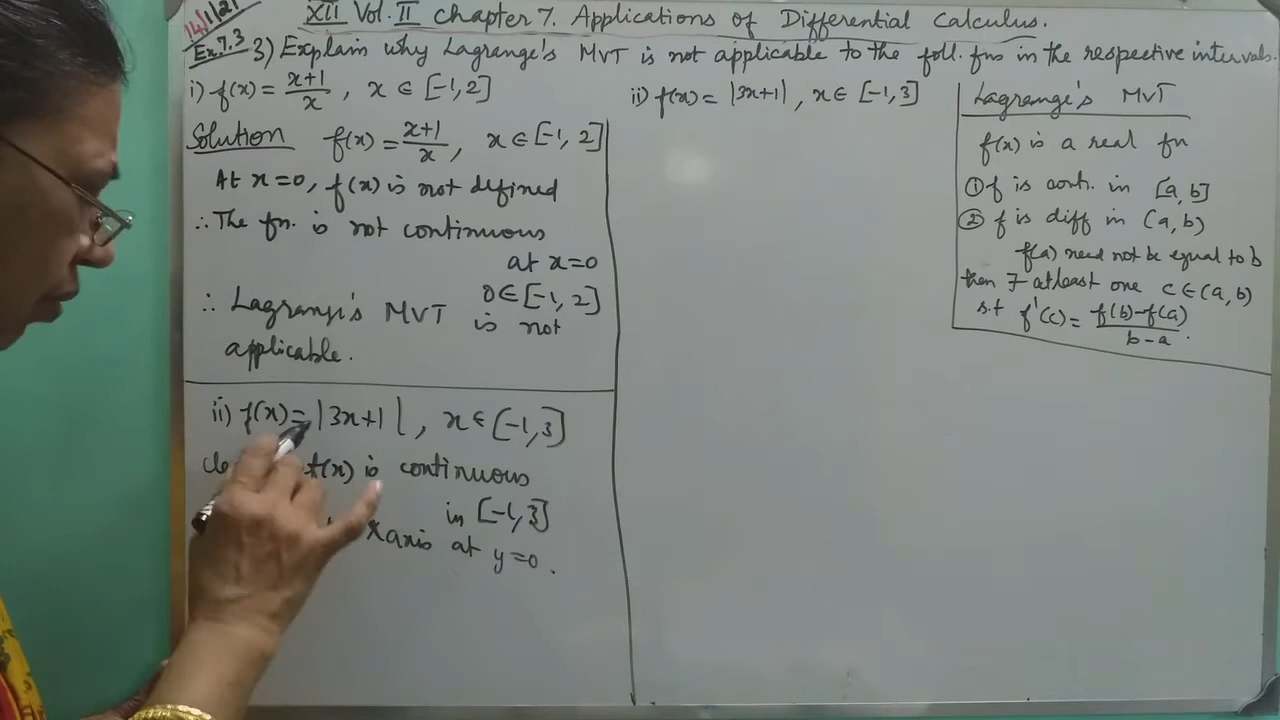 14/1/21
XII Vol. II Chapter 7. Applications of Differential Calculus.
Ex.7.3 3) Explain why Lagrange's MVT is not applicable to the foll. fns in the respective intervals.
i) f(x) = x+1/x , x ∈ [-1,2]
ii) f(x) = |3x+1| , x ∈ [-1,3]
Solution f(x) = x+1/x , x ∈ [-1, 2]
At x=0, f(x) is not defined
∴ The fn. is not continuous
at x=0
0 ∈ [-1, 2]
∴ Lagrange's MVT is not
applicable.
ii) f(x) = |3x+1| , x ∈ [-1,3]
f(x) is continuous
in [-1,3]
x axis at y=0.
Lagrange's MVT
f(x) is a real fn
① f is cont. in [a, b]
② f is diff in (a, b)
f(a) need not be equal to b
then ∃ atleast one c ∈ (a, b)
s.t f'(c) = f(b)-f(a)/b-a .